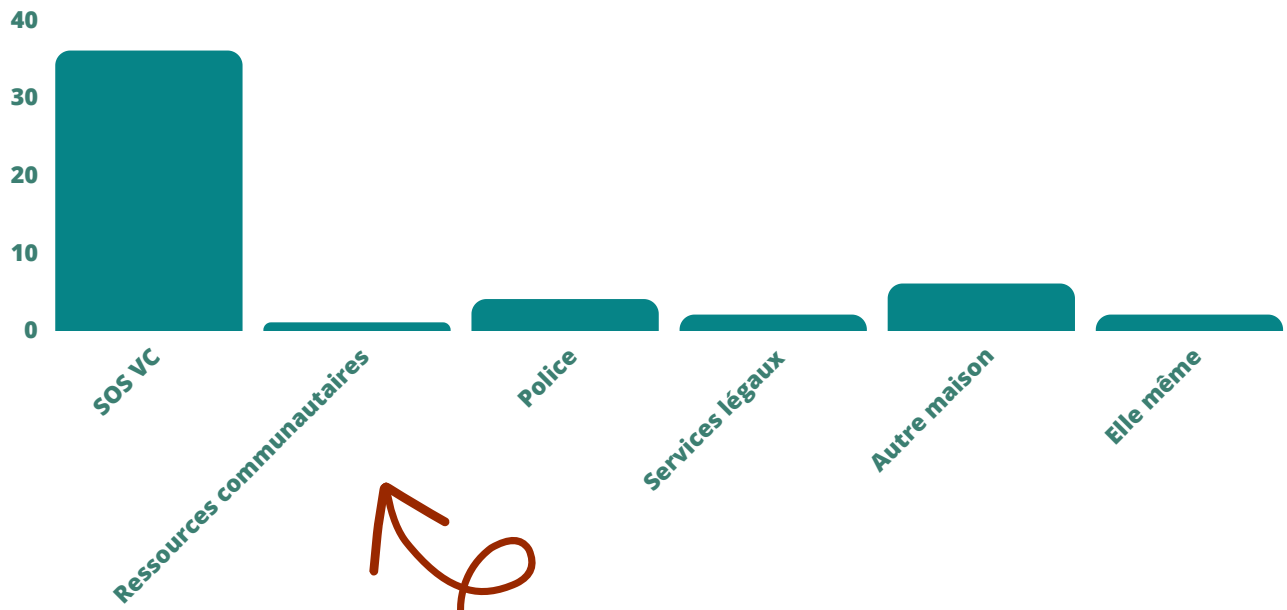 40
30
20
10
0
SOS VC
Ressources communautaires
Police
Services légaux
Autre maison
Elle même